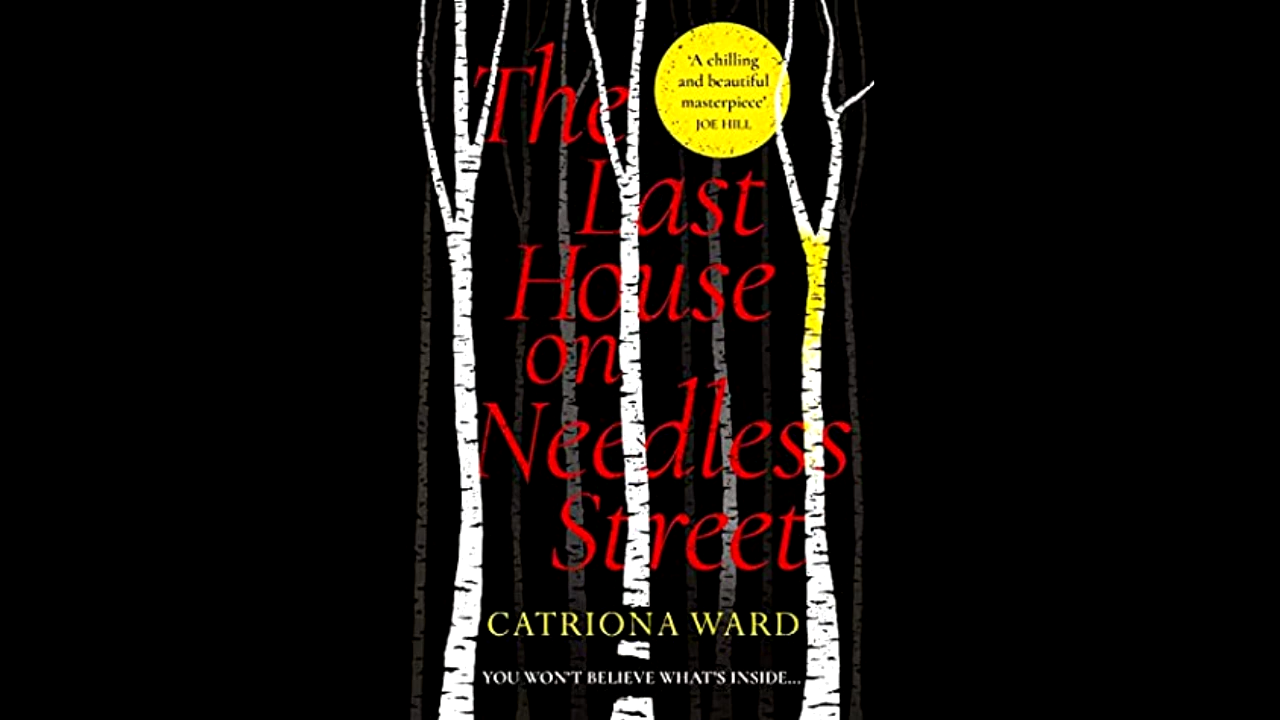 The
'A chilling
and beautiful
masterpiece'
JOE HILL
Last
House
on
Needless
Street
CATRIONA WARD
YOU WON'T BELIEVE WHAT'S INSIDE...